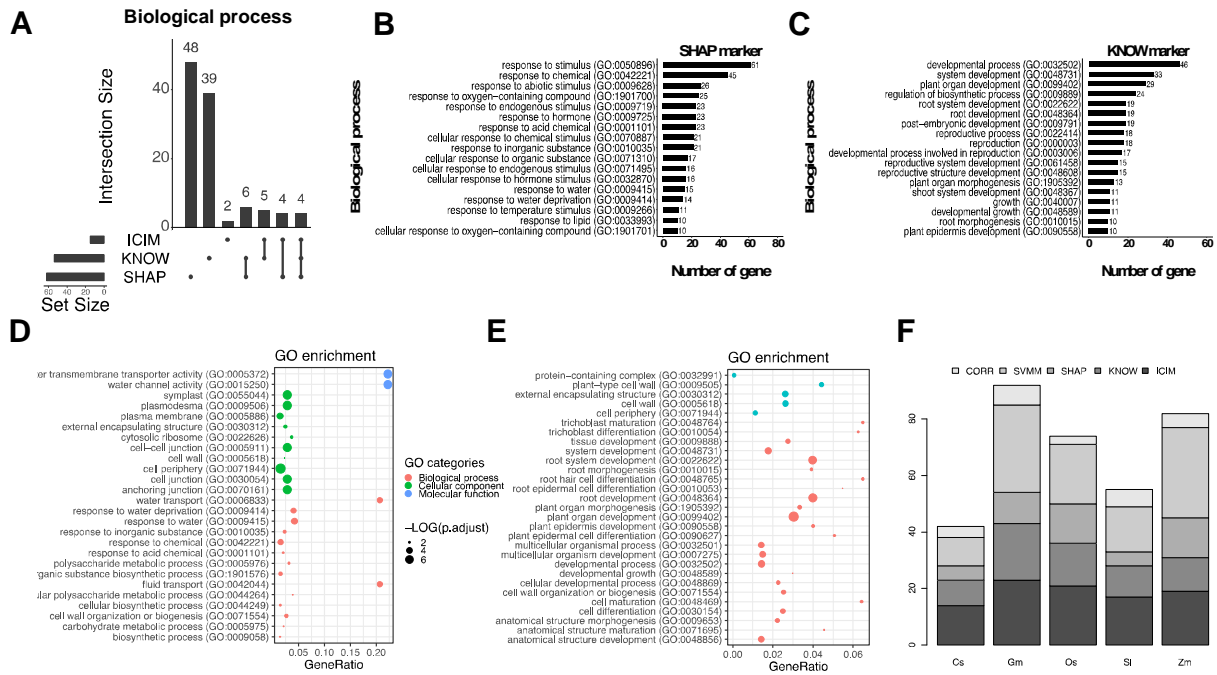 A
Biological process
Intersection Size
40
20
0
48
39
2
6
5
4
4
ICIM
KNOW
SHAP
60
40
20
0
Set Size
B
SHAP marker
Biological process
response to stimulus (GO:0050896) 61
response to chemical (GO:0042221) 45
response to abiotic stimulus (GO:0009628) 26
response to oxygen−containing compound (GO:1901700) 25
response to endogenous stimulus (GO:0009719) 23
response to hormone (GO:0009725) 23
response to acid chemical (GO:0001101) 23
cellular response to chemical stimulus (GO:0070887) 21
response to inorganic substance (GO:0010035) 21
cellular response to organic substance (GO:0071310) 17
cellular response to endogenous stimulus (GO:0071495) 16
cellular response to hormone stimulus (GO:0032870) 16
response to water (GO:0009415) 15
response to water deprivation (GO:0009414) 14
response to temperature stimulus (GO:0009266) 11
response to lipid (GO:0033993) 10
cellular response to oxygen−containing compound (GO:1901701) 10
0 20 40 60 80
Number of gene
C
KNOW marker
Biological process
developmental process (GO:0032502) 46
system development (GO:0048731) 33
plant organ development (GO:0099402) 29
regulation of biosynthetic process (GO:0009889) 24
root system development (GO:0022622) 19
root development (GO:0048364) 19
post−embryonic development (GO:0009791) 19
reproductive process (GO:0022414) 18
reproduction (GO:0000003) 18
developmental process involved in reproduction (GO:0003006) 17
reproductive system development (GO:0061458) 15
reproductive structure development (GO:0048608) 15
plant organ morphogenesis (GO:1905392) 13
shoot system development (GO:0048367) 11
growth (GO:0040007) 11
developmental growth (GO:0048589) 11
root morphogenesis (GO:0010015) 10
plant epidermis development (GO:0090558) 10
0 20 40 60
Number of gene
D
GO enrichment
er transmembrane transporter activity (GO:0005372)
water channel activity (GO:0015250)
symplast (GO:0055044)
plasmodesma (GO:0009506)
plasma membrane (GO:0005886)
external encapsulating structure (GO:0030312)
cytosolic ribosome (GO:0022626)
cell−cell junction (GO:0005911)
cell wall (GO:0005618)
cell periphery (GO:0071944)
cell junction (GO:0030054)
anchoring junction (GO:0070161)
water transport (GO:0006833)
response to water deprivation (GO:0009414)
response to water (GO:0009415)
response to inorganic substance (GO:0010035)
response to chemical (GO:0042221)
response to acid chemical (GO:0001101)
polysaccharide metabolic process (GO:0005976)
rganic substance biosynthetic process (GO:1901576)
fluid transport (GO:0042044)
ular polysaccharide metabolic process (GO:0044264)
cellular biosynthetic process (GO:0044249)
cell wall organization or biogenesis (GO:0071554)
carbohydrate metabolic process (GO:0005975)
biosynthetic process (GO:0009058)
0.05 0.10 0.15 0.20
GeneRatio
GO categories
Biological process
Cellular component
Molecular function
−LOG(p.adjust)
2
4
6
E
GO enrichment
protein−containing complex (GO:0032991)
plant−type cell wall (GO:0009505)
external encapsulating structure (GO:0030312)
cell wall (GO:0005618)
cell periphery (GO:0071944)
trichoblast maturation (GO:0048764)
trichoblast differentiation (GO:0010054)
tissue development (GO:0009888)
system development (GO:0048731)
root system development (GO:0022622)
root morphogenesis (GO:0010015)
root hair cell differentiation (GO:0048765)
root epidermal cell differentiation (GO:0010053)
root development (GO:0048364)
plant organ morphogenesis (GO:1905392)
plant organ development (GO:0099402)
plant epidermis development (GO:0090558)
plant epidermal cell differentiation (GO:0090627)
multicellular organismal process (GO:0032501)
multicellular organism development (GO:0007275)
developmental process (GO:0032502)
developmental growth (GO:0048589)
cellular developmental process (GO:0048869)
cell wall organization or biogenesis (GO:0071554)
cell maturation (GO:0048469)
cell differentiation (GO:0030154)
anatomical structure morphogenesis (GO:0009653)
anatomical structure maturation (GO:0071695)
anatomical structure development (GO:0048856)
0.00 0.02 0.04 0.06
GeneRatio
F
CORR SVMM SHAP KNOW ICIM
80
60
40
20
0
Cs Gm Os Sl Zm